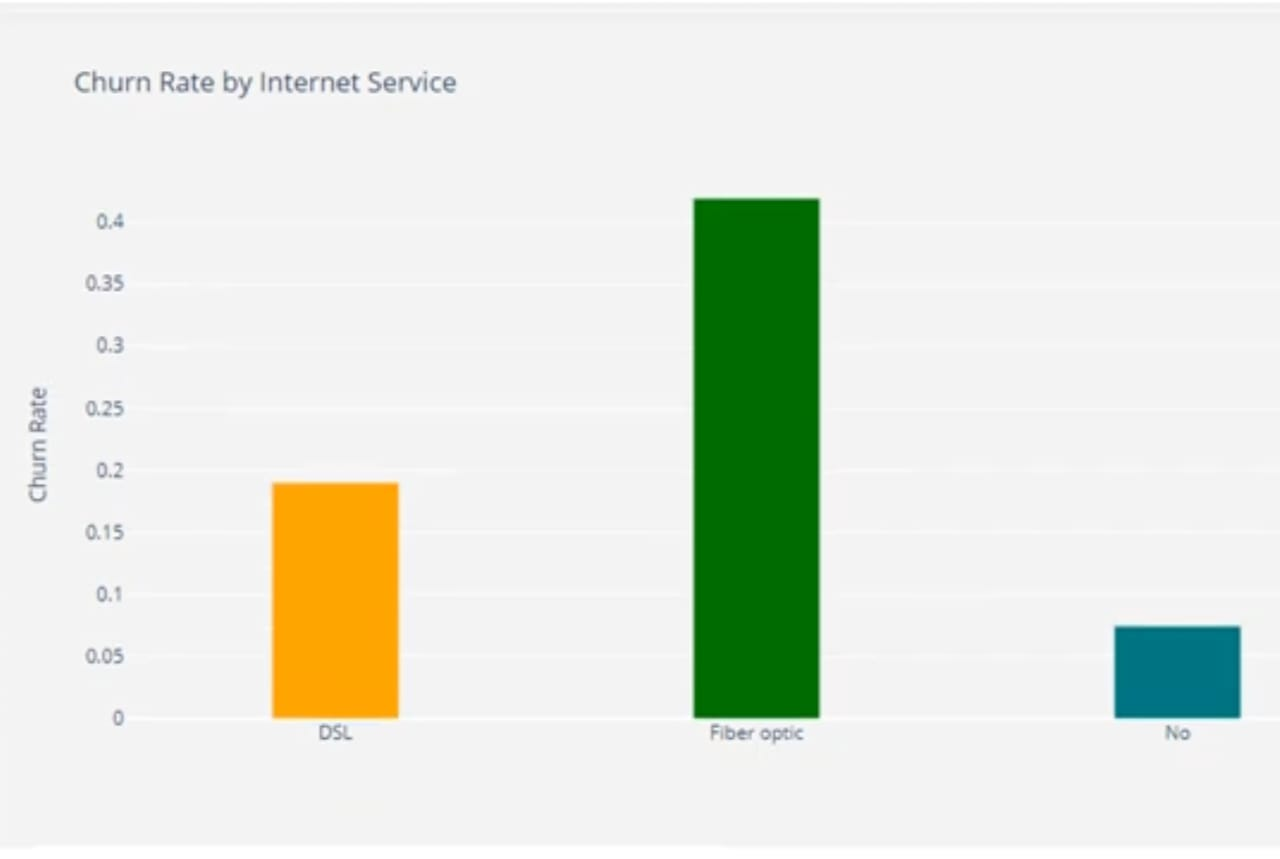 Churn Rate by Internet Service
0.4
0.35
0.3
0.25
0.2
0.15
0.1
0.05
0
Churn Rate
DSL
Fiber optic
No